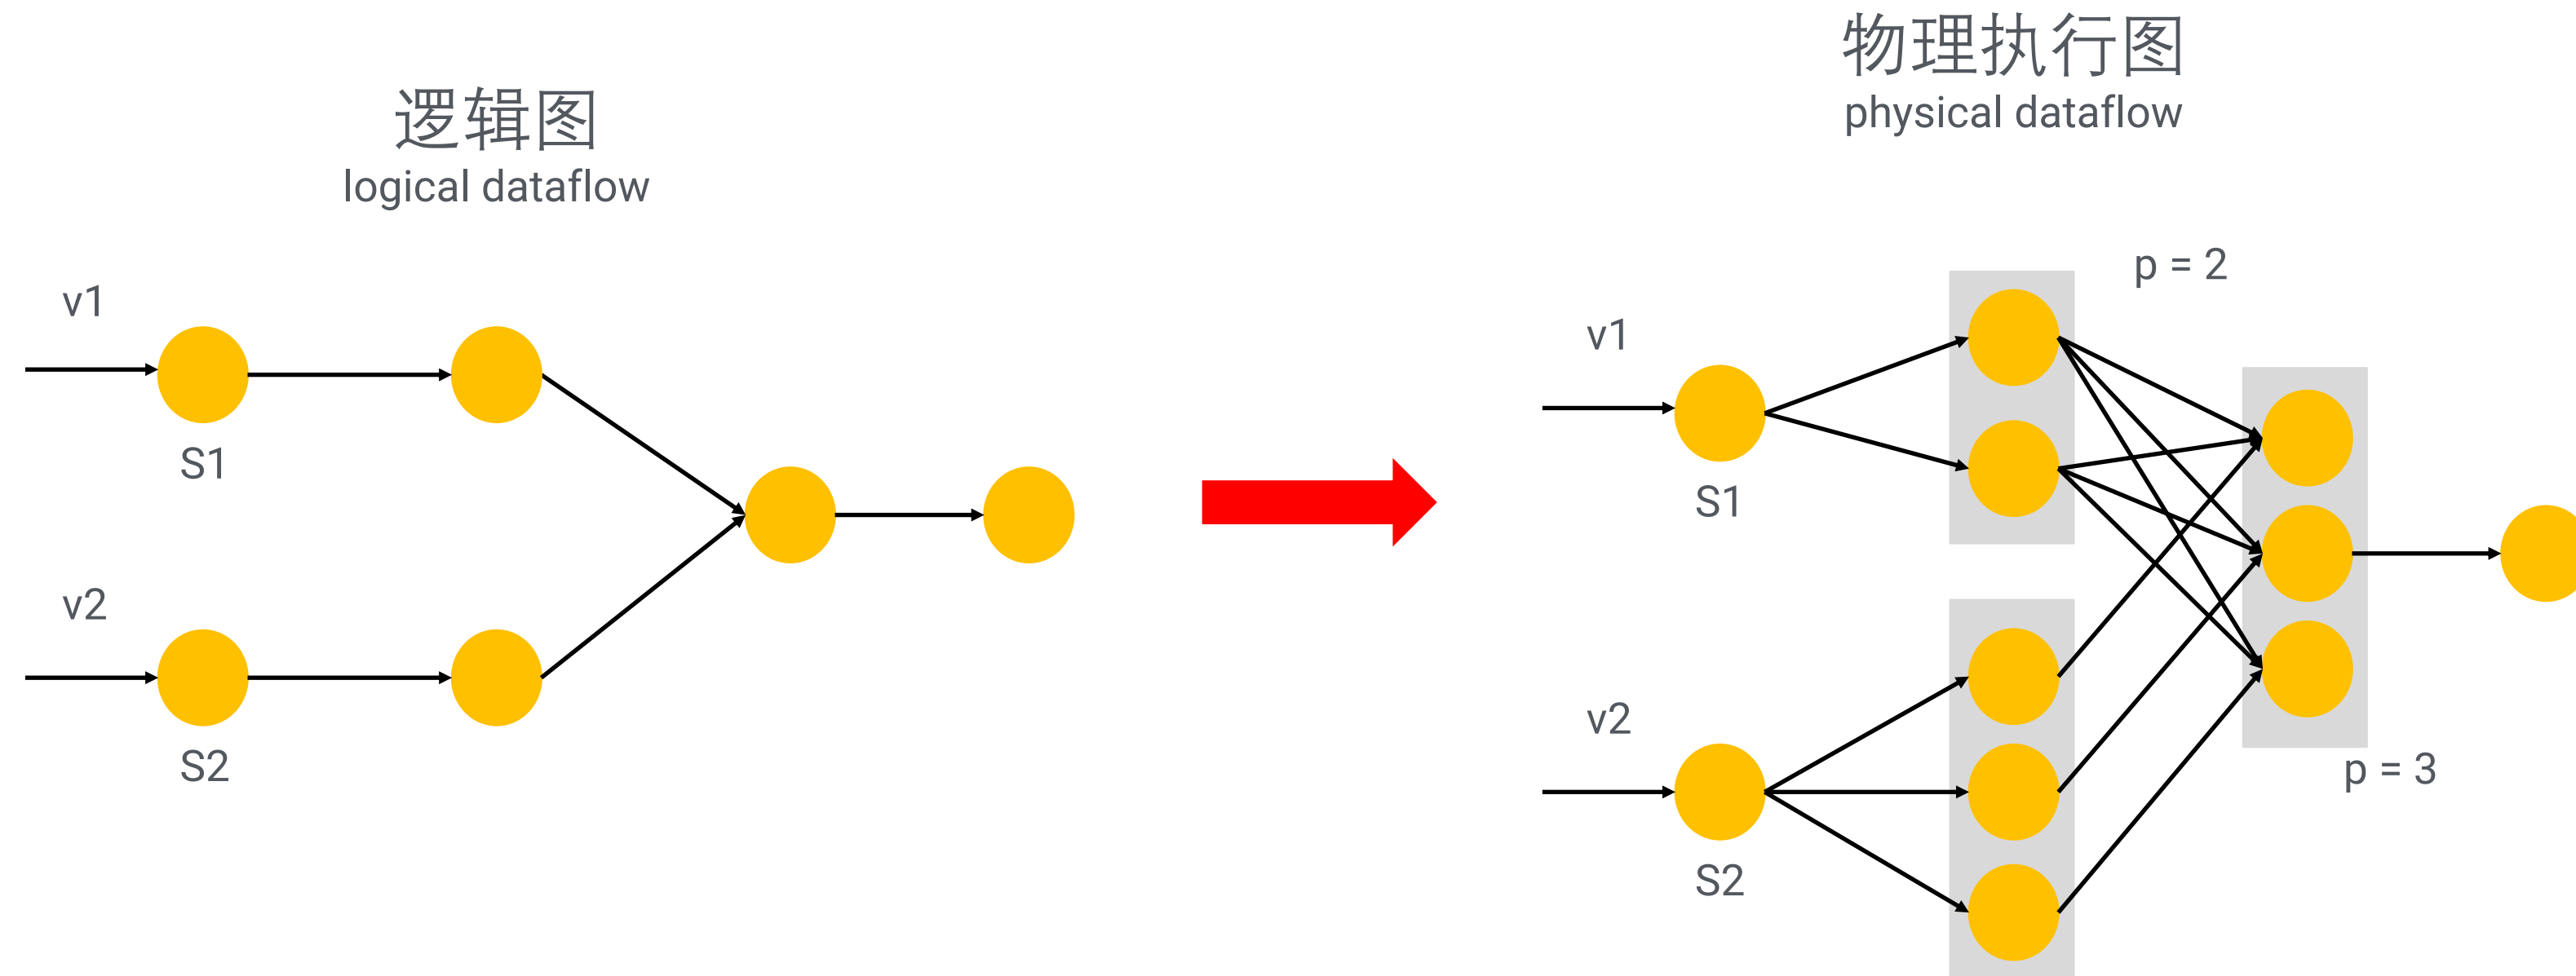 逻辑图
logical dataflow
v1
S1
v2
S2
物理执行图
physical dataflow
p = 2
v1
S1
v2
S2
p = 3